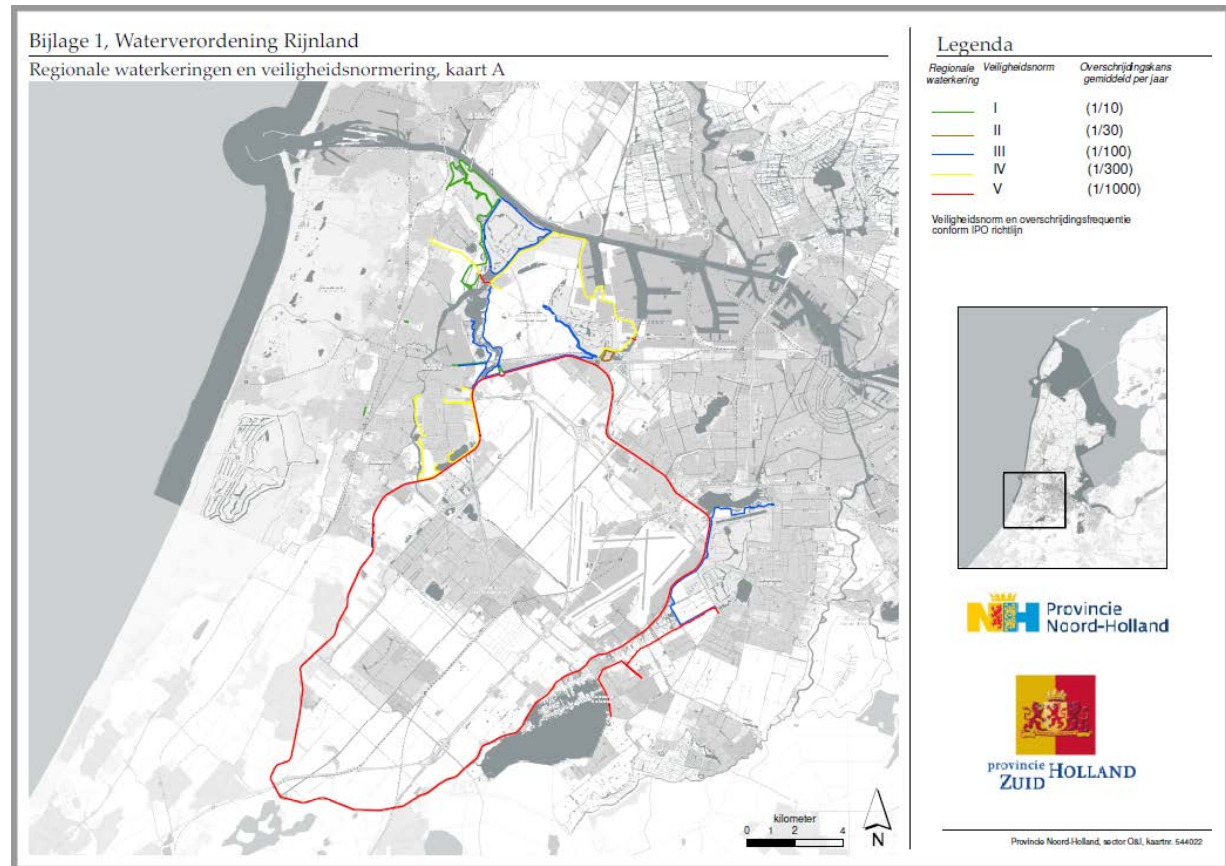 Bijlage 1, Waterverordening Rijnland
Regionale waterkeringen en veiligheidsnormering, kaart A
Legenda
Regionale waterkering Veiligheidsnorm Overschrijdingskans gemiddeld per jaar
I (1/10)
II (1/30)
III (1/100)
IV (1/300)
V (1/1000)
Veiligheidsnorm en overschrijdingsfrequentie
conform IPO richtlijn
Provincie
Noord-Holland
provincie HOLLAND
ZUID
kilometer
0 1 2 4
N
Provincie Noord-Holland, sector O&I, kaartnr. 544022